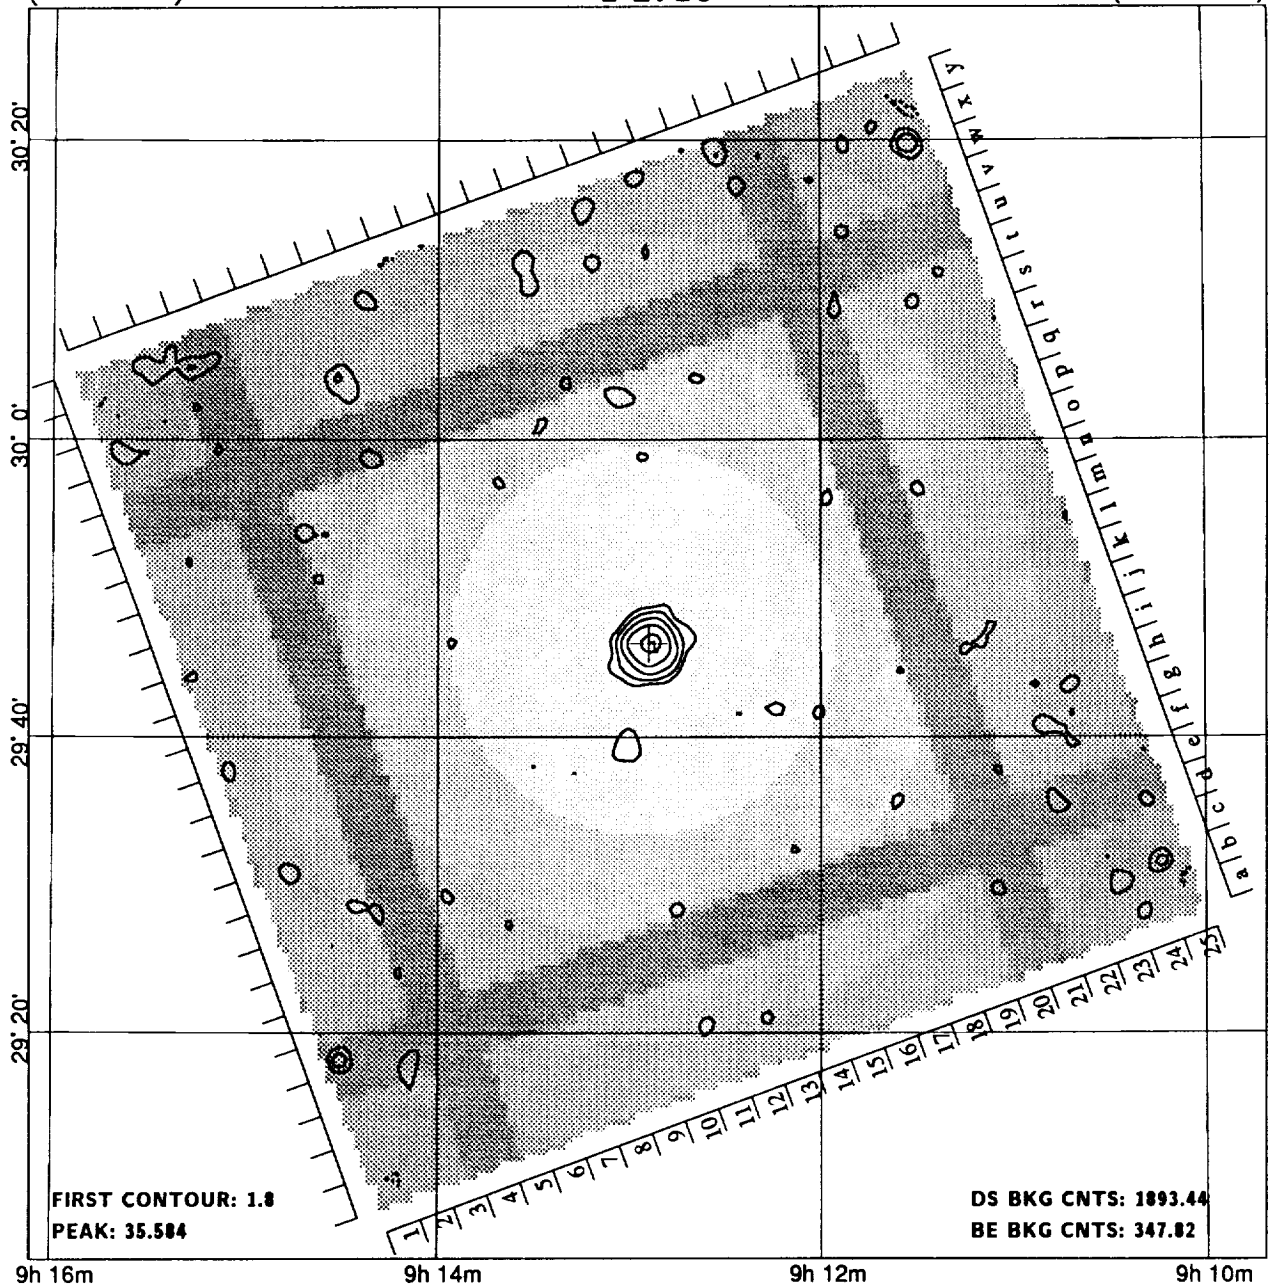 30° 20'
30° 0'
29° 40'
29° 20'
a b c d e f g h i j k l m n o p q r s t u v w x y
1 2 3 4 5 6 7 8 9 10 11 12 13 14 15 16 17 18 19 20 21 22 23 24 25
FIRST CONTOUR: 1.8
PEAK: 35.584
DS BKG CNTS: 1893.44
BE BKG CNTS: 347.82
9h 16m 9h 14m 9h 12m 9h 10m